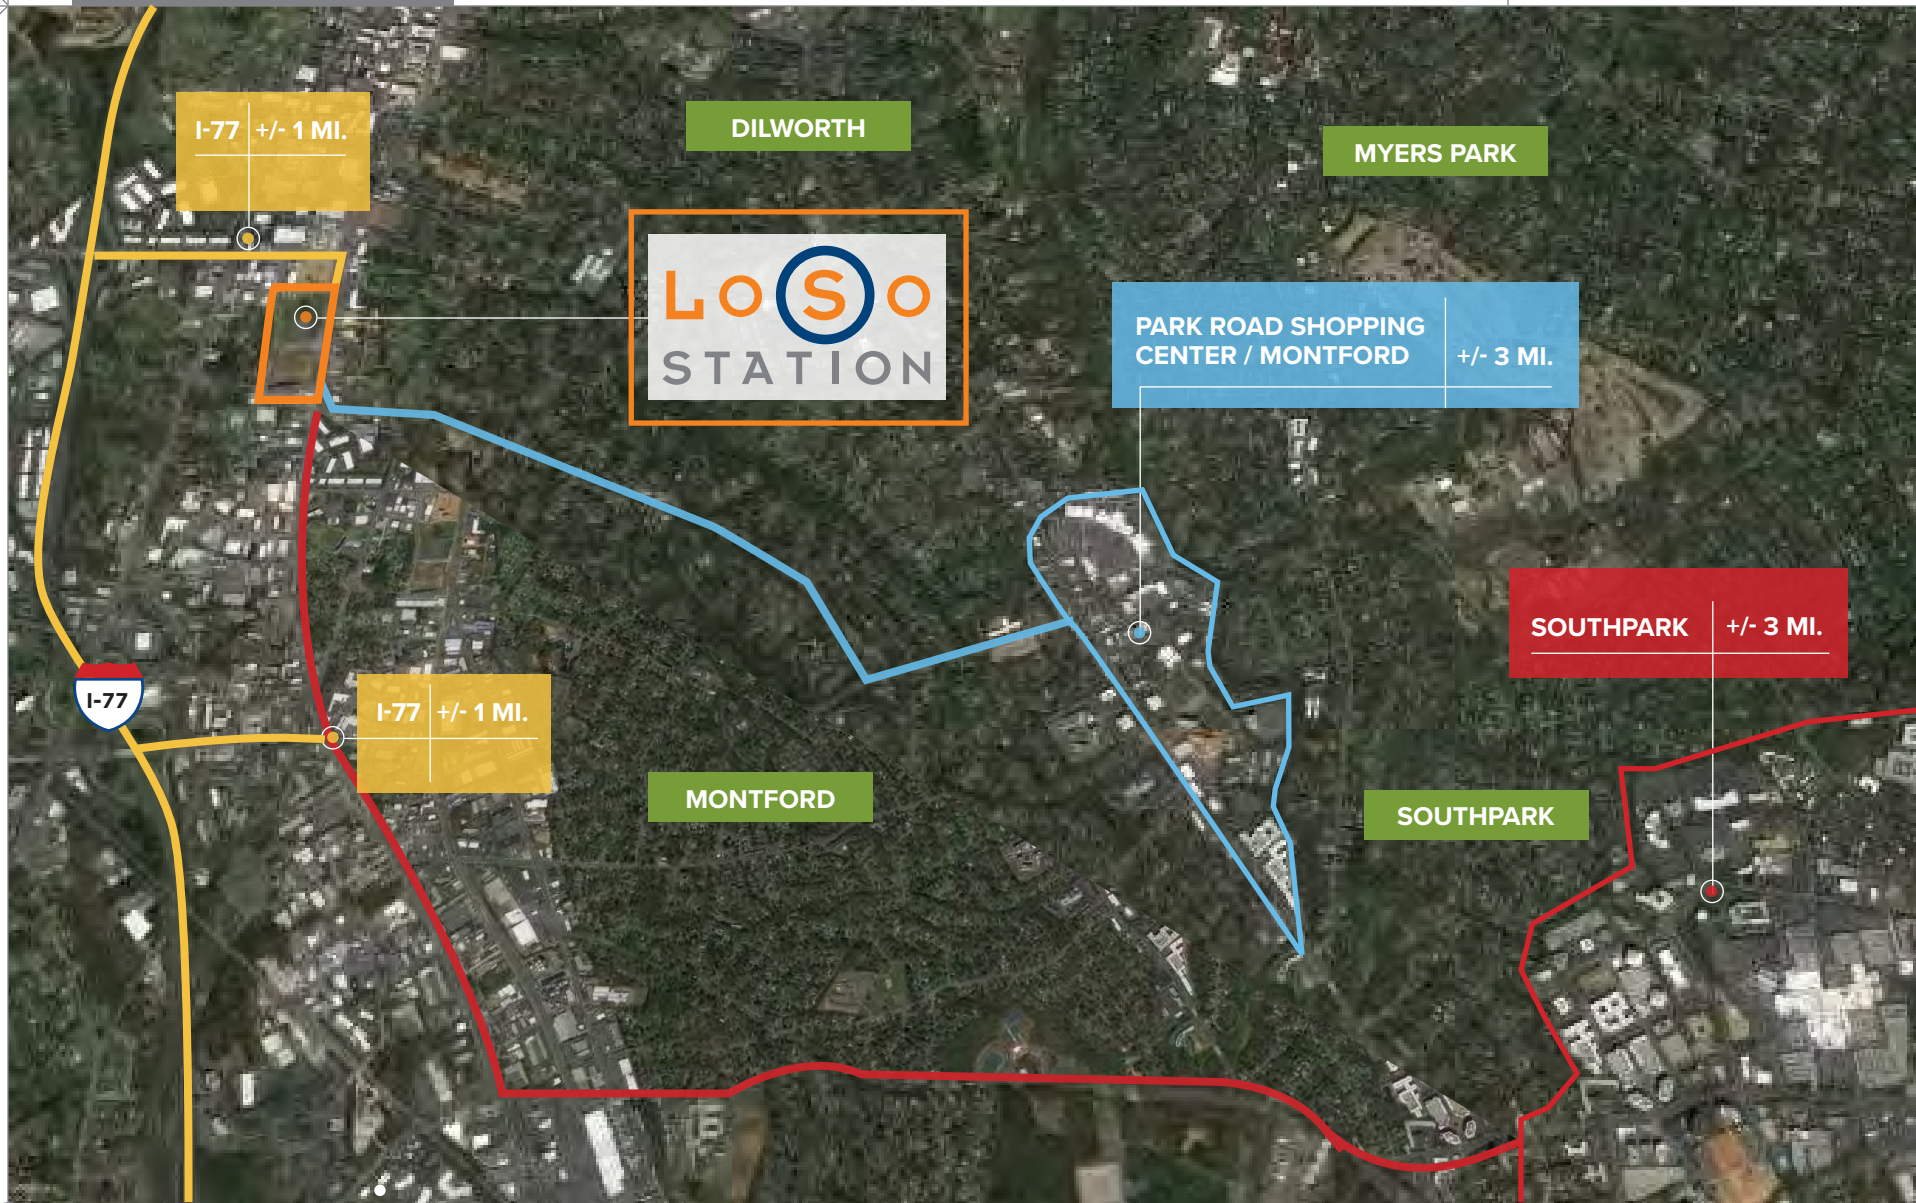 I-77 +/- 1 MI.
DILWORTH
MYERS PARK
LoSo
STATION
PARK ROAD SHOPPING
CENTER / MONTFORD +/- 3 MI.
SOUTHPARK +/- 3 MI.
I-77
I-77 +/- 1 MI.
MONTFORD
SOUTHPARK